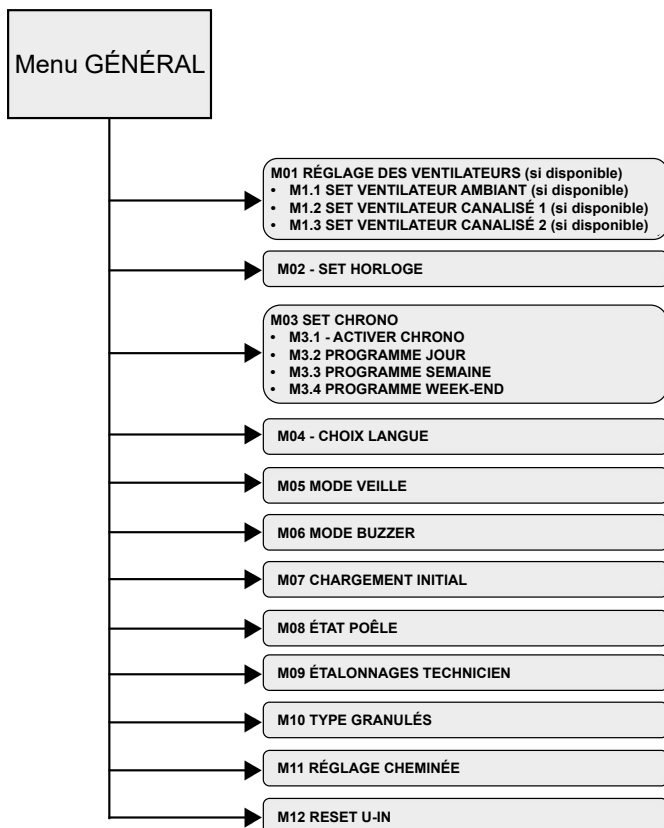 Menu GÉNÉRAL
M01 RÉGLAGE DES VENTILATEURS (si disponible)
• M1.1 SET VENTILATEUR AMBIANT (si disponible)
• M1.2 SET VENTILATEUR CANALISÉ 1 (si disponible)
• M1.3 SET VENTILATEUR CANALISÉ 2 (si disponible)
M02 - SET HORLOGE
M03 SET CHRONO
• M3.1 - ACTIVER CHRONO
• M3.2 PROGRAMME JOUR
• M3.3 PROGRAMME SEMAINE
• M3.4 PROGRAMME WEEK-END
M04 - CHOIX LANGUE
M05 MODE VEILLE
M06 MODE BUZZER
M07 CHARGEMENT INITIAL
M08 ÉTAT POÊLE
M09 ÉTALONNAGES TECHNICIEN
M10 TYPE GRANULÉS
M11 RÉGLAGE CHEMINÉE
M12 RESET U-IN